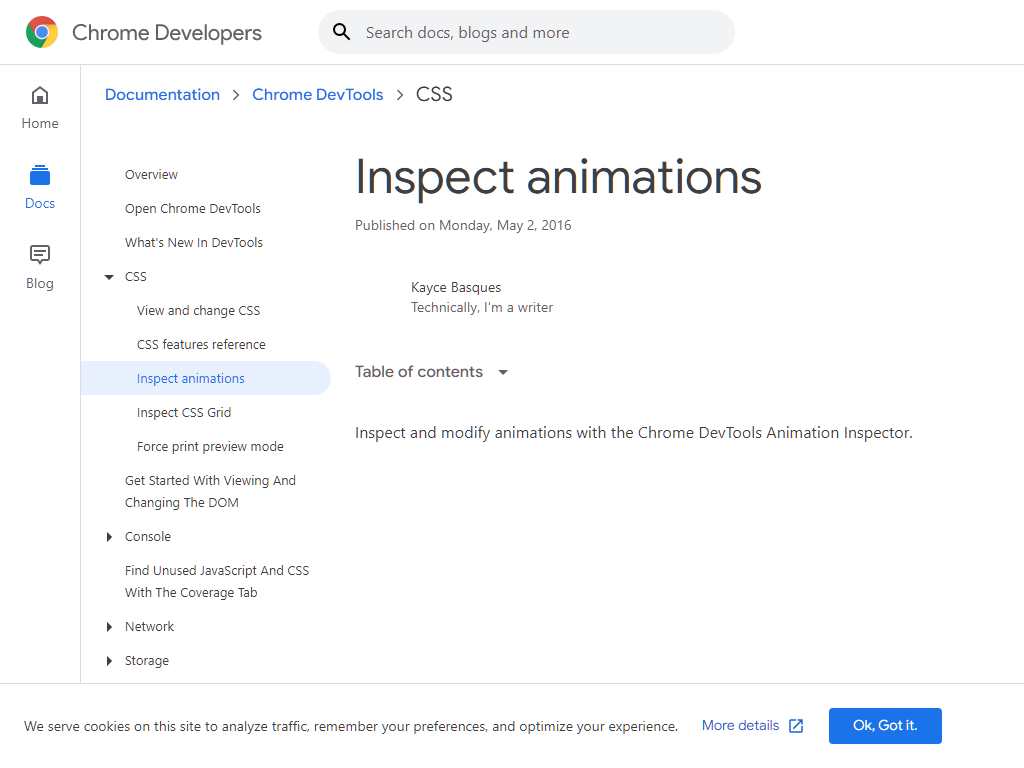 Chrome Developers
Search docs, blogs and more
Home
Docs
Blog
Documentation > Chrome DevTools > CSS
Overview
Open Chrome DevTools
What's New In DevTools
CSS
View and change CSS
CSS features reference
Inspect animations
Inspect CSS Grid
Force print preview mode
Get Started With Viewing And
Changing The DOM
Console
Find Unused JavaScript And CSS
With The Coverage Tab
Network
Storage
Inspect animations
Published on Monday, May 2, 2016
Kayce Basques
Technically, I'm a writer
Table of contents
Inspect and modify animations with the Chrome DevTools Animation Inspector.
We serve cookies on this site to analyze traffic, remember your preferences, and optimize your experience.
More details
Ok, Got it.